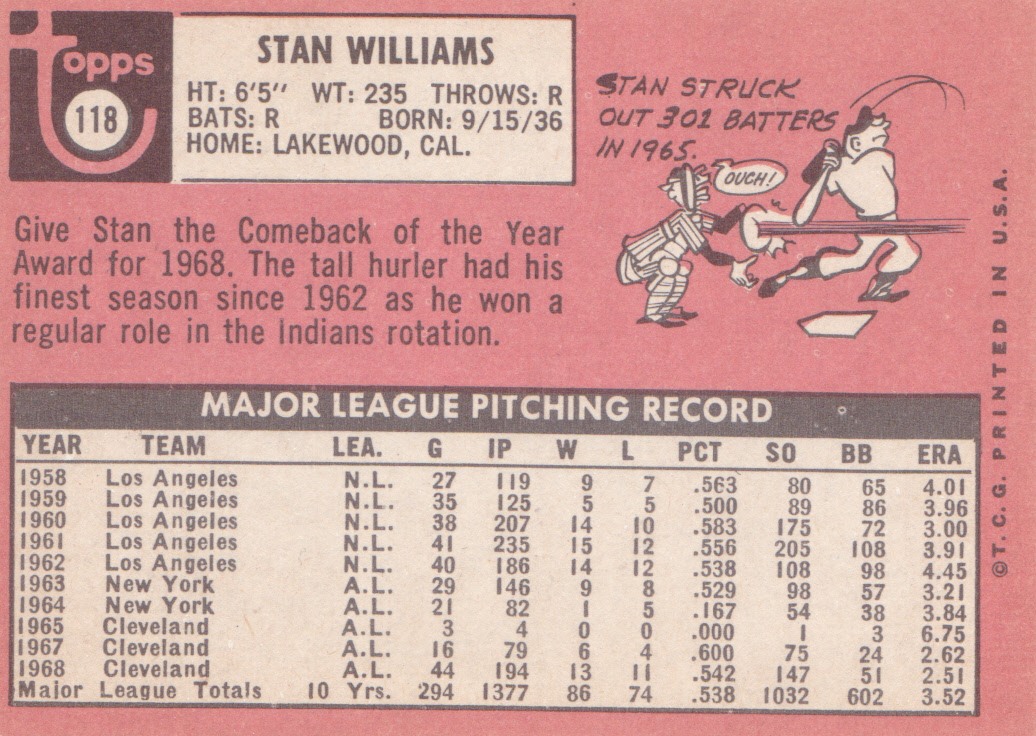 topps
118
STAN WILLIAMS
HT: 6'5" WT: 235 THROWS: R
BATS: R BORN: 9/15/36
HOME: LAKEWOOD, CAL.
STAN STRUCK
OUT 301 BATTERS
IN 1965.
OUCH!
Give Stan the Comeback of the Year
Award for 1968. The tall hurler had his
finest season since 1962 as he won a
regular role in the Indians rotation.
MAJOR LEAGUE PITCHING RECORD
YEAR TEAM LEA. G IP W L PCT SO BB ERA
1958 Los Angeles N.L. 27 119 9 7 .563 80 65 4.01
1959 Los Angeles N.L. 35 125 5 5 .500 89 86 3.96
1960 Los Angeles N.L. 38 207 14 10 .583 175 72 3.00
1961 Los Angeles N.L. 41 235 15 12 .556 205 108 3.91
1962 Los Angeles N.L. 40 186 14 12 .538 108 98 4.45
1963 New York A.L. 29 146 9 8 .529 98 57 3.21
1964 New York A.L. 21 82 1 5 .167 54 38 3.84
1965 Cleveland A.L. 3 4 0 0 .000 1 3 6.75
1967 Cleveland A.L. 16 79 6 4 .600 75 24 2.62
1968 Cleveland A.L. 44 194 13 11 .542 147 51 2.51
Major League Totals 10 Yrs. 294 1377 86 74 .538 1032 602 3.52
©T. C. G. PRINTED IN U.S.A.